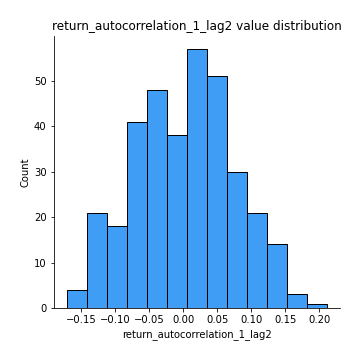 return_autocorrelation_1_lag2 value distribution
50
40
30
20
10
0
Count
−0.15 −0.10 −0.05 0.00 0.05 0.10 0.15 0.20
return_autocorrelation_1_lag2